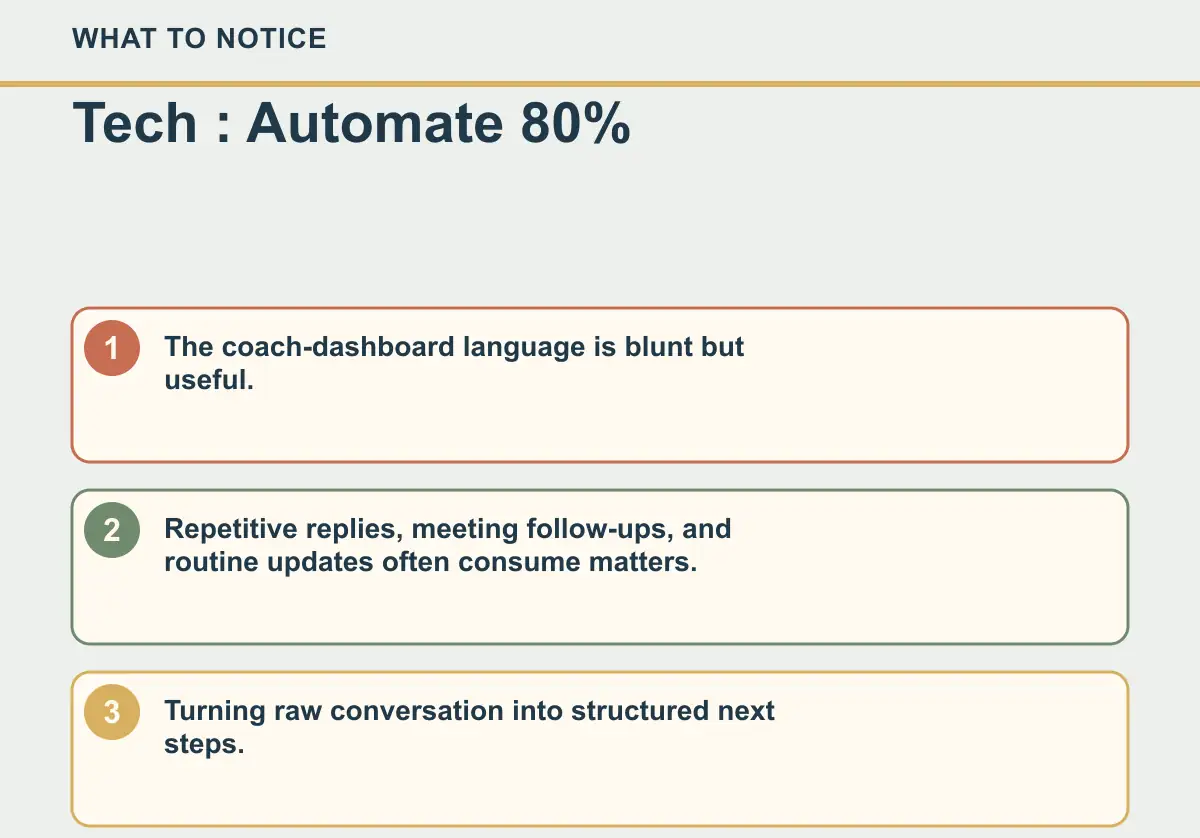 WHAT TO NOTICE
Tech : Automate 80%
1
The coach-dashboard language is blunt but
useful.
2
Repetitive replies, meeting follow-ups, and
routine updates often consume matters.
3
Turning raw conversation into structured next
steps.